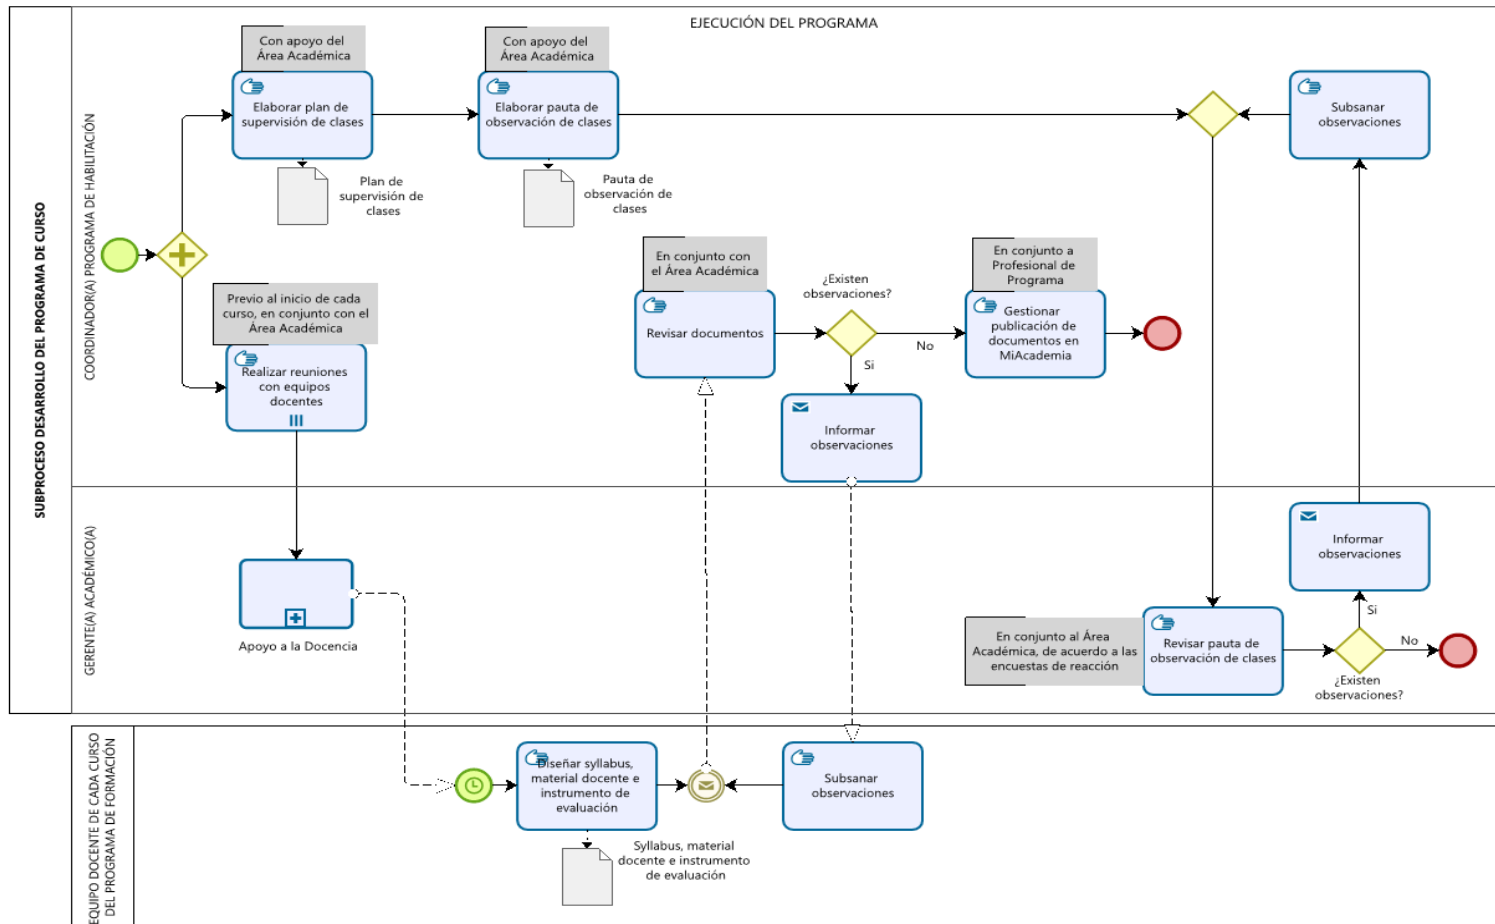 EJECUCIÓN DEL PROGRAMA
SUBPROCESO DESARROLLO DEL PROGRAMA DE CURSO
COORDINADOR(A) PROGRAMA DE HABILITACIÓN
Con apoyo del
Área Académica
Elaborar plan de
supervisión de clases
Plan de
supervisión de
clases
Con apoyo del
Área Académica
Elaborar pauta de
observación de clases
Pauta de
observación de
clases
Subsanar
observaciones
Previo al inicio de cada
curso, en conjunto con el
Área Académica
Realizar reuniones
con equipos
docentes
En conjunto con
el Área Académica
Revisar documentos
¿Existen
observaciones?
No
Si
En conjunto a
Profesional de
Programa
Gestionar
publicación de
documentos en
MiAcademia
Informar
observaciones
GERENTE(A) ACADÉMICO(A)
Apoyo a la Docencia
Informar
observaciones
En conjunto al Área
Académica, de acuerdo a las
encuestas de reacción
Revisar pauta de
observación de clases
Si
No
¿Existen
observaciones?
EQUIPO DOCENTE DE CADA CURSO
DEL PROGRAMA DE FORMACIÓN
Diseñar syllabus,
material docente e
instrumento de
evaluación
Syllabus, material
docente e instrumento
de evaluación
Subsanar
observaciones